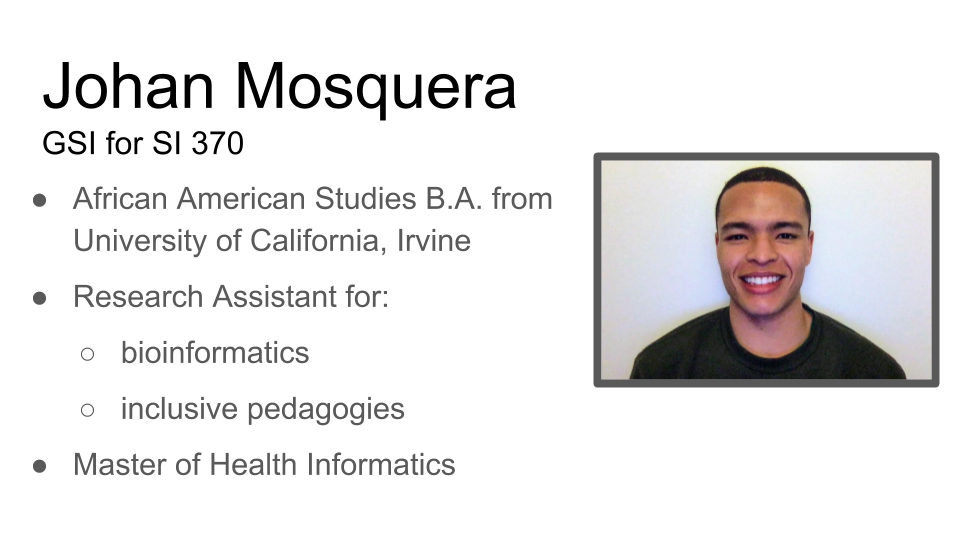 Johan Mosquera
GSI for SI 370
● African American Studies B.A. from
University of California, Irvine
● Research Assistant for:
○ bioinformatics
○ inclusive pedagogies
● Master of Health Informatics